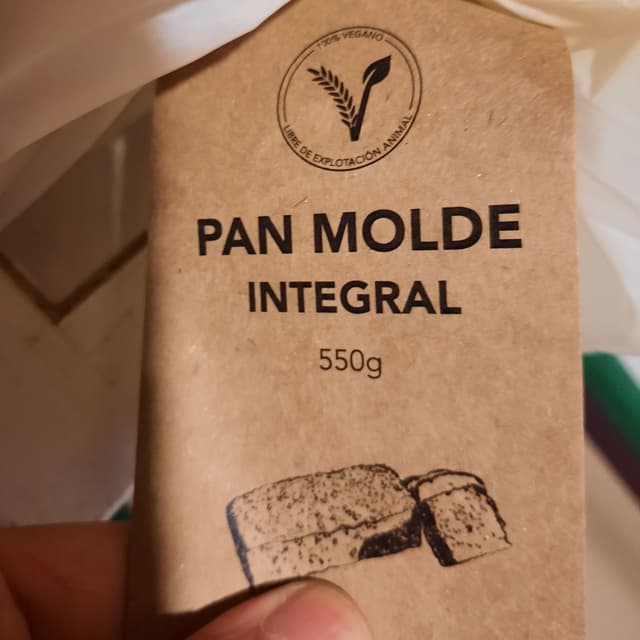 100% VEGANO
LIBRE DE EXPLOTACIÓN ANIMAL
PAN MOLDE
INTEGRAL
550g